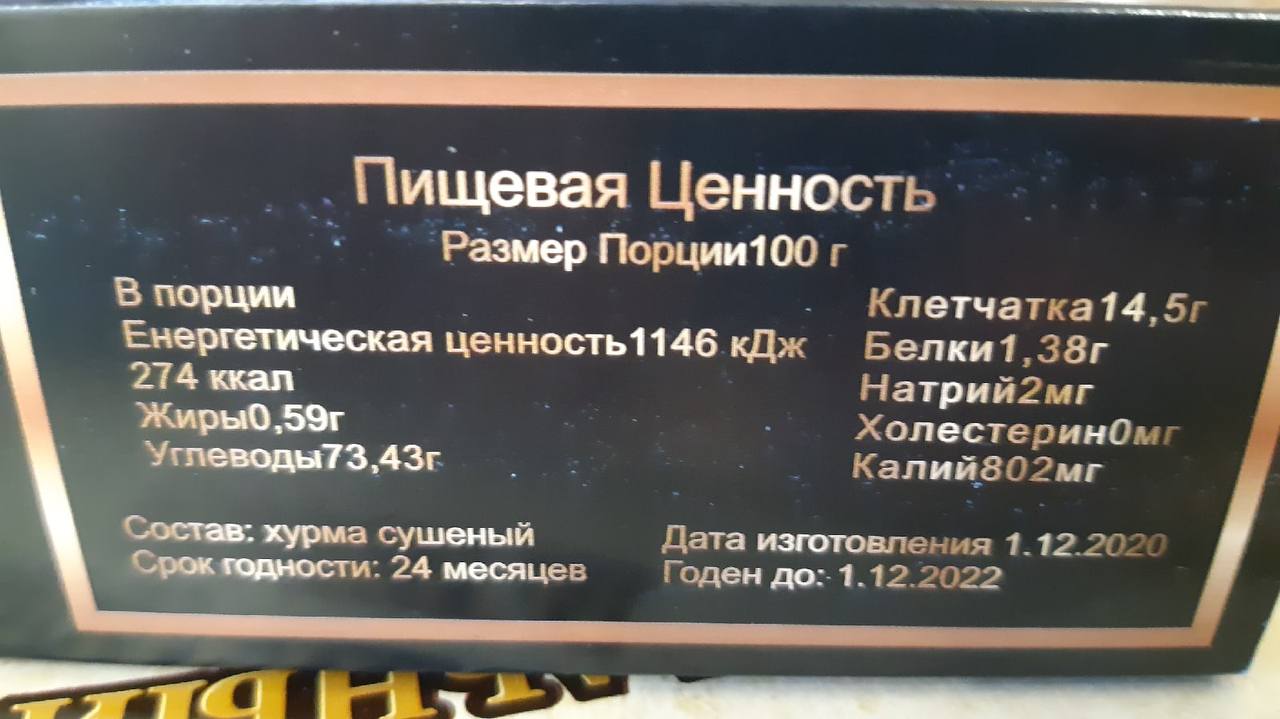 Пищевая Ценность
Размер Порции100 г
В порции
Енергетическая ценность1146 кДж
274 ккал
Жиры0,59г
Углеводы73,43г
Клетчатка14,5г
Белки1,38г
Натрий2мг
Холестерин0мг
Калий802мг
Состав: хурма сушеный
Срок годности: 24 месяцев
Дата изготовления 1.12.2020
Годен до: 1.12.2022